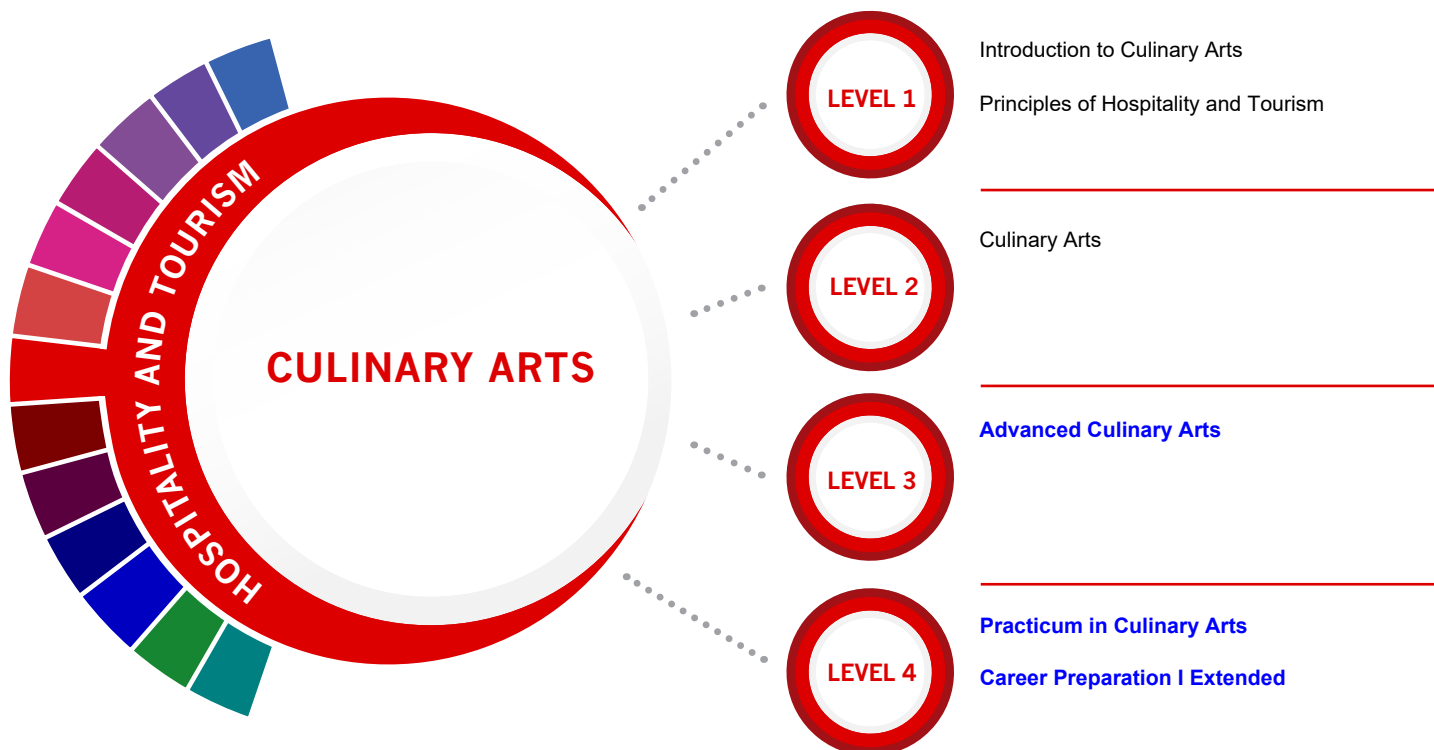 HOSPITALITY AND TOURISM
CULINARY ARTS
LEVEL 1
Introduction to Culinary Arts
Principles of Hospitality and Tourism
LEVEL 2
Culinary Arts
LEVEL 3
Advanced Culinary Arts
LEVEL 4
Practicum in Culinary Arts
Career Preparation I Extended